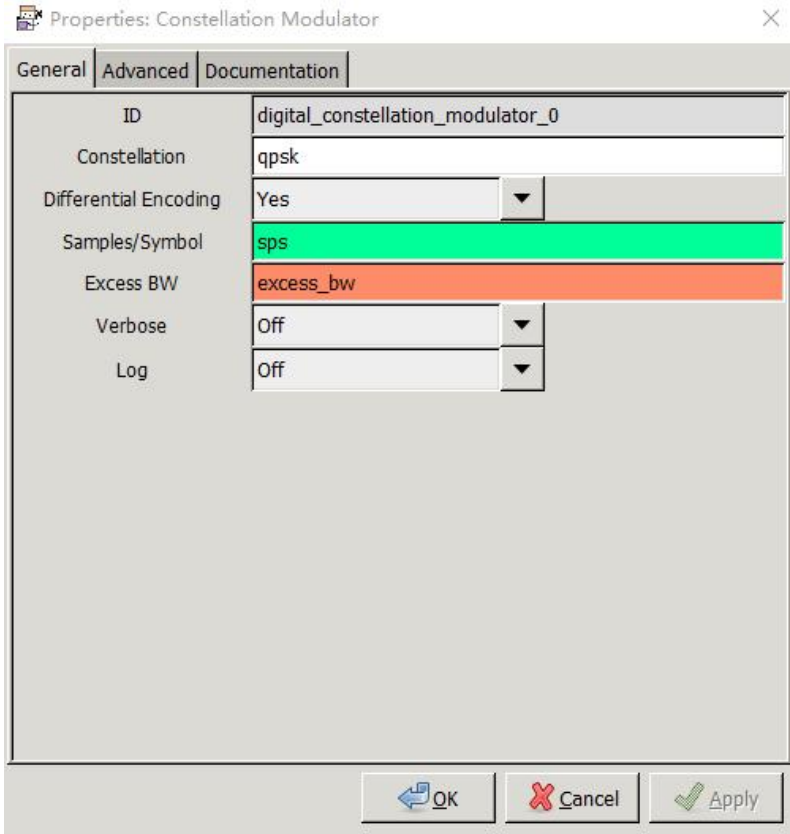 Properties: Constellation Modulator
General Advanced Documentation
ID digital_constellation_modulator_0
Constellation qpsk
Differential Encoding Yes
Samples/Symbol sps
Excess BW excess_bw
Verbose Off
Log Off
OK Cancel Apply